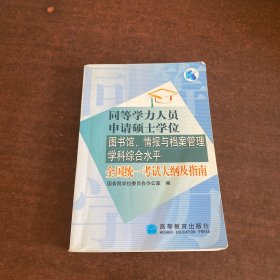 同等学力人员
申请硕士学位
图书馆、情报与档案管理
学科综合水平
全国统一考试大纲及指南
国务院学位委员会办公室 编
高等教育出版社
HIGHER EDUCATION PRESS